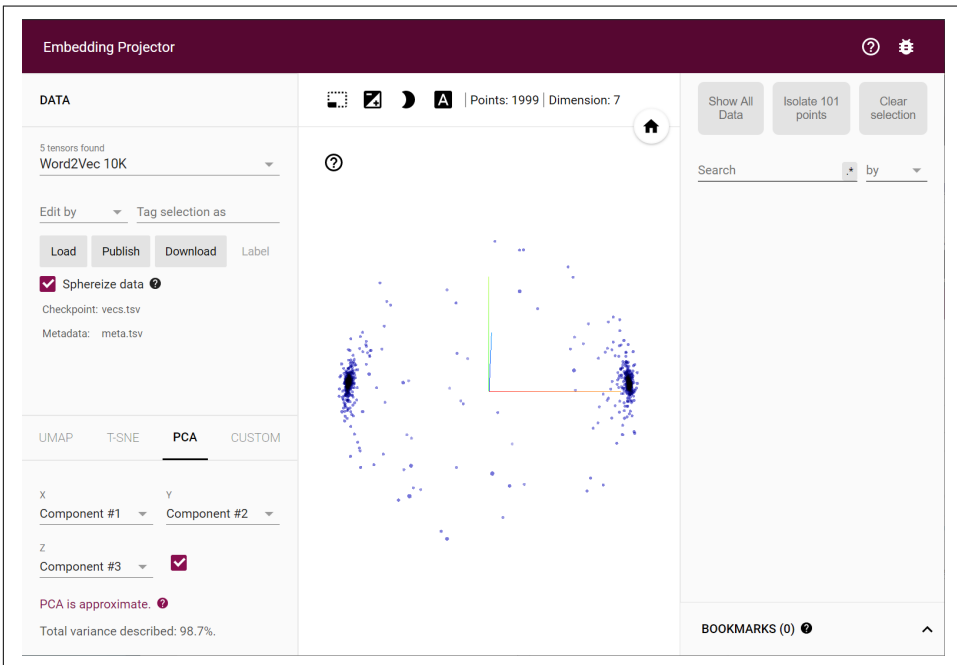 Embedding Projector
DATA
5 tensors found
Word2Vec 10K
Edit by
Tag selection as
Load
Publish
Download
Label
Sphereize data
Checkpoint: vecs.tsv
Metadata: meta.tsv
UMAP
T-SNE
PCA
CUSTOM
X
Y
Component #1
Component #2
Z
Component #3
PCA is approximate.
Total variance described: 98.7%.
A
Points: 1999
Dimension: 7
Show All
Data
Isolate 101
points
Clear
selection
Search
.*
by
BOOKMARKS (0)